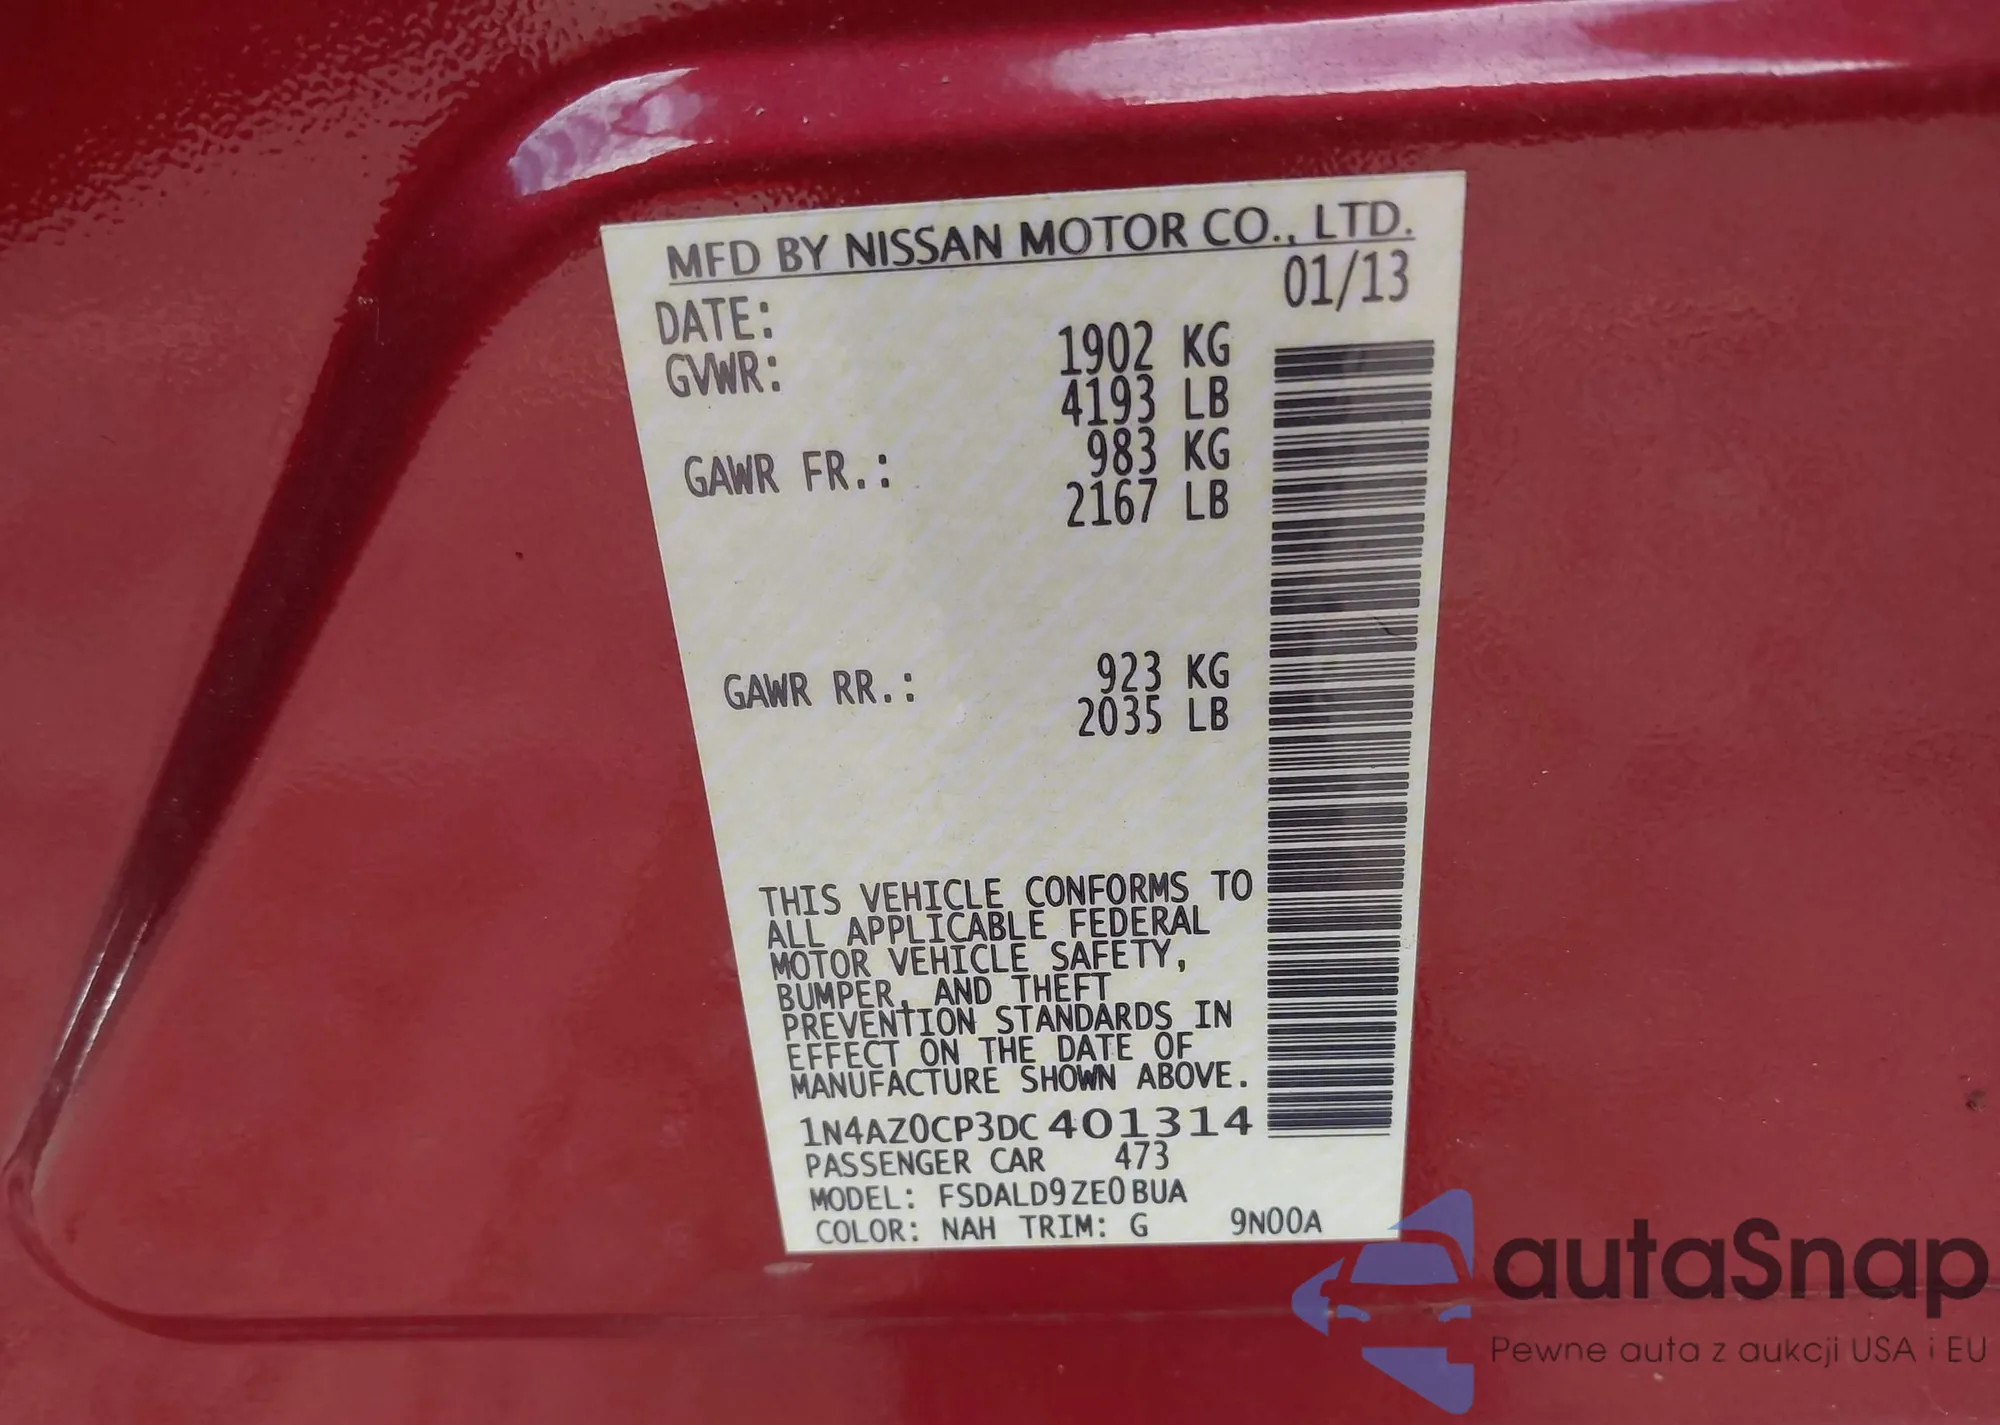 MFD BY NISSAN MOTOR CO., LTD.
DATE: 01/13
GVWR: 1902 KG
4193 LB
GAWR FR.: 983 KG
2167 LB
GAWR RR.: 923 KG
2035 LB
THIS VEHICLE CONFORMS TO
ALL APPLICABLE FEDERAL
MOTOR VEHICLE SAFETY,
BUMPER, AND THEFT
PREVENTION STANDARDS IN
EFFECT ON THE DATE OF
MANUFACTURE SHOWN ABOVE.
1N4AZ0CP3DC401314
PASSENGER CAR 473
MODEL: FSDALD9ZE0BUA
COLOR: NAH TRIM: G 9N00A
autaSnap
Pewne auta z aukcji USA i EU